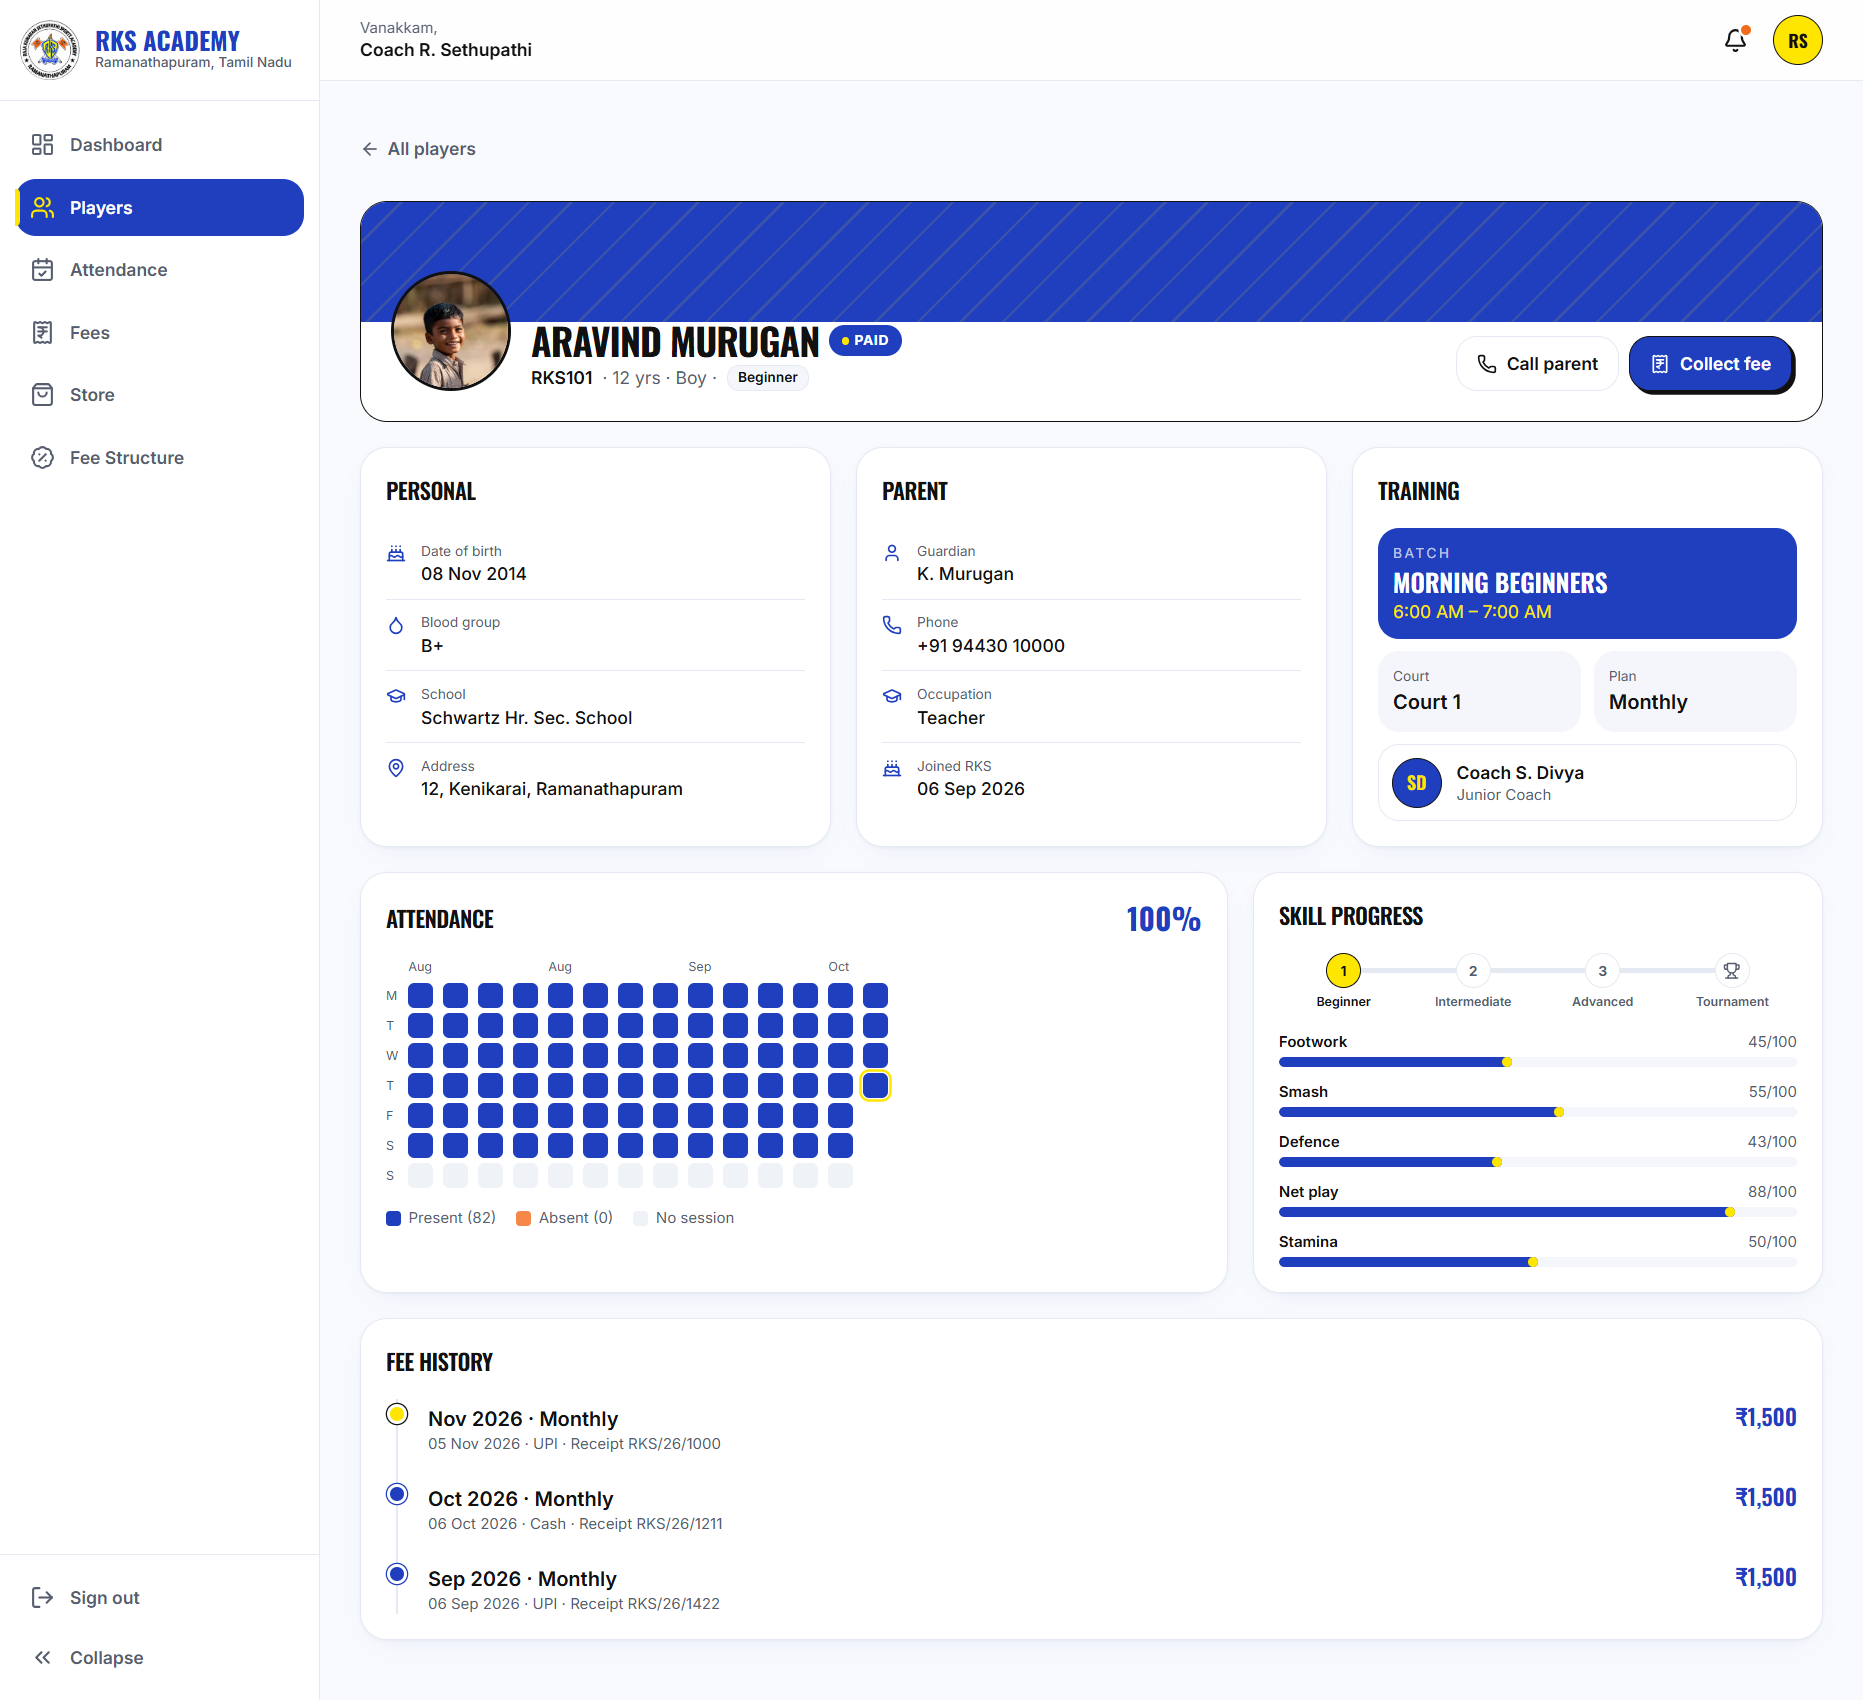 RKS ACADEMY
Ramanathapuram, Tamil Nadu
Vanakkam,
Coach R. Sethupathi
RS
Dashboard
Players
Attendance
Fees
Store
Fee Structure
Sign out
Collapse
All players
ARAVIND MURUGAN
PAID
RKS101 · 12 yrs · Boy · Beginner
Call parent
Collect fee
PERSONAL
Date of birth
08 Nov 2014
Blood group
B+
School
Schwartz Hr. Sec. School
Address
12, Kenikarai, Ramanathapuram
PARENT
Guardian
K. Murugan
Phone
+91 94430 10000
Occupation
Teacher
Joined RKS
06 Sep 2026
TRAINING
BATCH
MORNING BEGINNERS
6:00 AM – 7:00 AM
Court
Court 1
Plan
Monthly
SD
Coach S. Divya
Junior Coach
ATTENDANCE
100%
Aug Aug Sep Oct
M
T
W
T
F
S
S
Present (82) Absent (0) No session
SKILL PROGRESS
1 2 3
Beginner Intermediate Advanced Tournament
Footwork 45/100
Smash 55/100
Defence 43/100
Net play 88/100
Stamina 50/100
FEE HISTORY
Nov 2026 · Monthly ₹1,500
05 Nov 2026 · UPI · Receipt RKS/26/1000
Oct 2026 · Monthly ₹1,500
06 Oct 2026 · Cash · Receipt RKS/26/1211
Sep 2026 · Monthly ₹1,500
06 Sep 2026 · UPI · Receipt RKS/26/1422